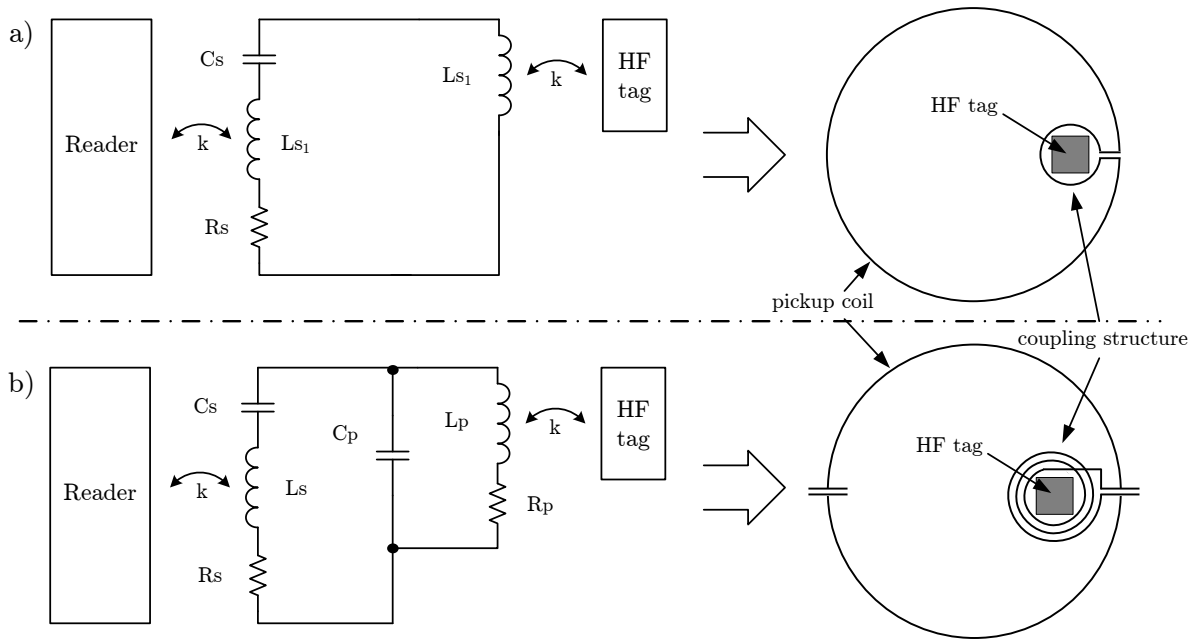 a)
Reader
k
Cs
Ls₁
Rs
Ls₁
k
HF
tag
HF tag
pickup coil
coupling structure
b)
Reader
k
Cs
Ls
Rs
Cp
Lp
Rp
k
HF
tag
HF tag